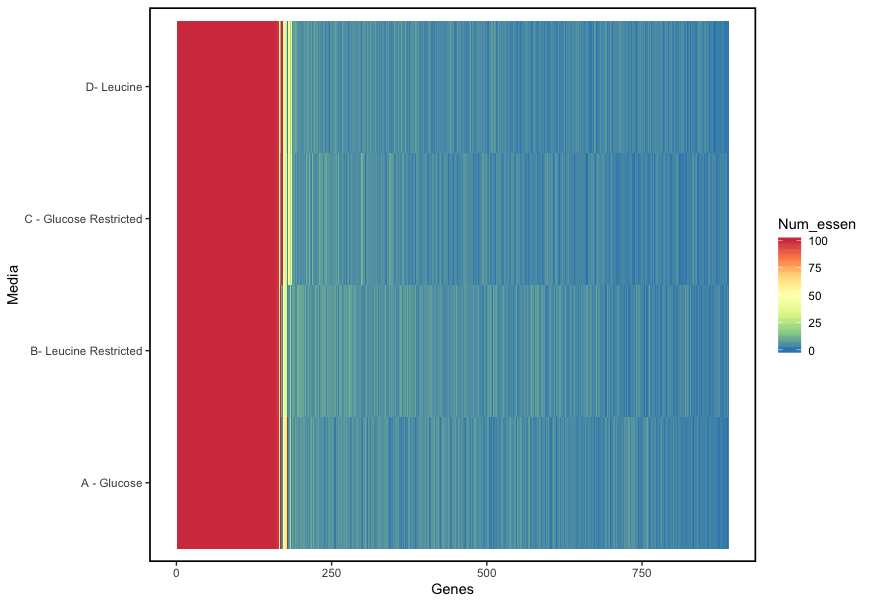 D- Leucine
C - Glucose Restricted
B- Leucine Restricted
A - Glucose
Media
0
250
500
750
Genes
Num_essen
100
75
50
25
0